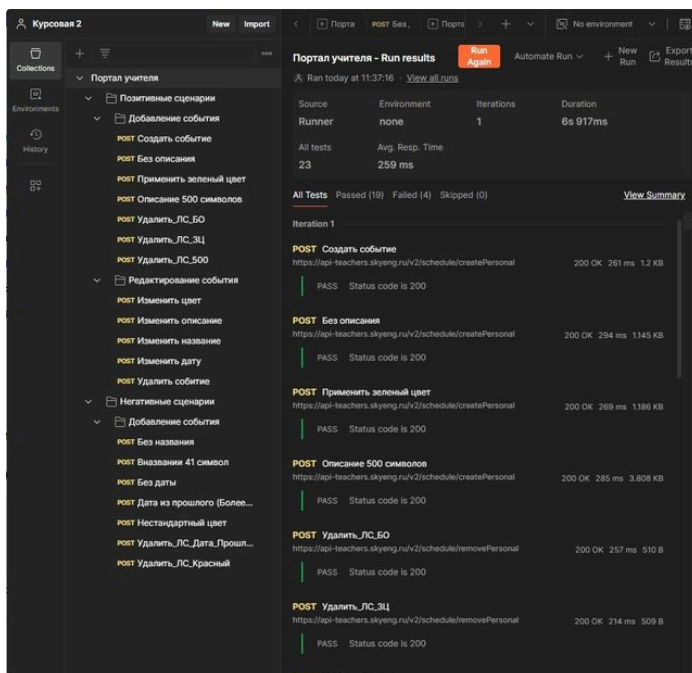 Курсовая 2
New
Import
Порта
POST Без,
Порта
No environment
Collections
Environments
History
Портал учителя
Позитивные сценарии
Добавление события
POST Создать событие
POST Без описания
POST Применить зеленый цвет
POST Описание 500 символов
POST Удалить_ЛС_БО
POST Удалить_ЛС_ЗЦ
POST Удалить_ЛС_500
Редактирование события
POST Изменить цвет
POST Изменить описание
POST Изменить название
POST Изменить дату
POST Удалить собитие
Негативные сценарии
Добавление события
POST Без названия
POST Вназвании 41 символ
POST Без даты
POST Дата из прошлого (Более...
POST Нестандартный цвет
POST Удалить_ЛС_Дата_Прошл...
POST Удалить_ЛС_Красный
Портал учителя - Run results
Run Again
Automate Run
New Run
Export Results
Ran today at 11:37:16 · View all runs
Source
Environment
Iterations
Duration
Runner
none
1
6s 917ms
All tests
Avg. Resp. Time
23
259 ms
All Tests
Passed (19)
Failed (4)
Skipped (0)
View Summary
Iteration 1
POST Создать событие
https://api-teachers.skyeng.ru/v2/schedule/createPersonal
200 OK 261 ms 1.2 KB
PASS Status code is 200
POST Без описания
https://api-teachers.skyeng.ru/v2/schedule/createPersonal
200 OK 294 ms 1.145 KB
PASS Status code is 200
POST Применить зеленый цвет
https://api-teachers.skyeng.ru/v2/schedule/createPersonal
200 OK 269 ms 1.186 KB
PASS Status code is 200
POST Описание 500 символов
https://api-teachers.skyeng.ru/v2/schedule/createPersonal
200 OK 285 ms 3.808 KB
PASS Status code is 200
POST Удалить_ЛС_БО
https://api-teachers.skyeng.ru/v2/schedule/removePersonal
200 OK 257 ms 510 B
PASS Status code is 200
POST Удалить_ЛС_ЗЦ
https://api-teachers.skyeng.ru/v2/schedule/removePersonal
200 OK 214 ms 509 B
PASS Status code is 200